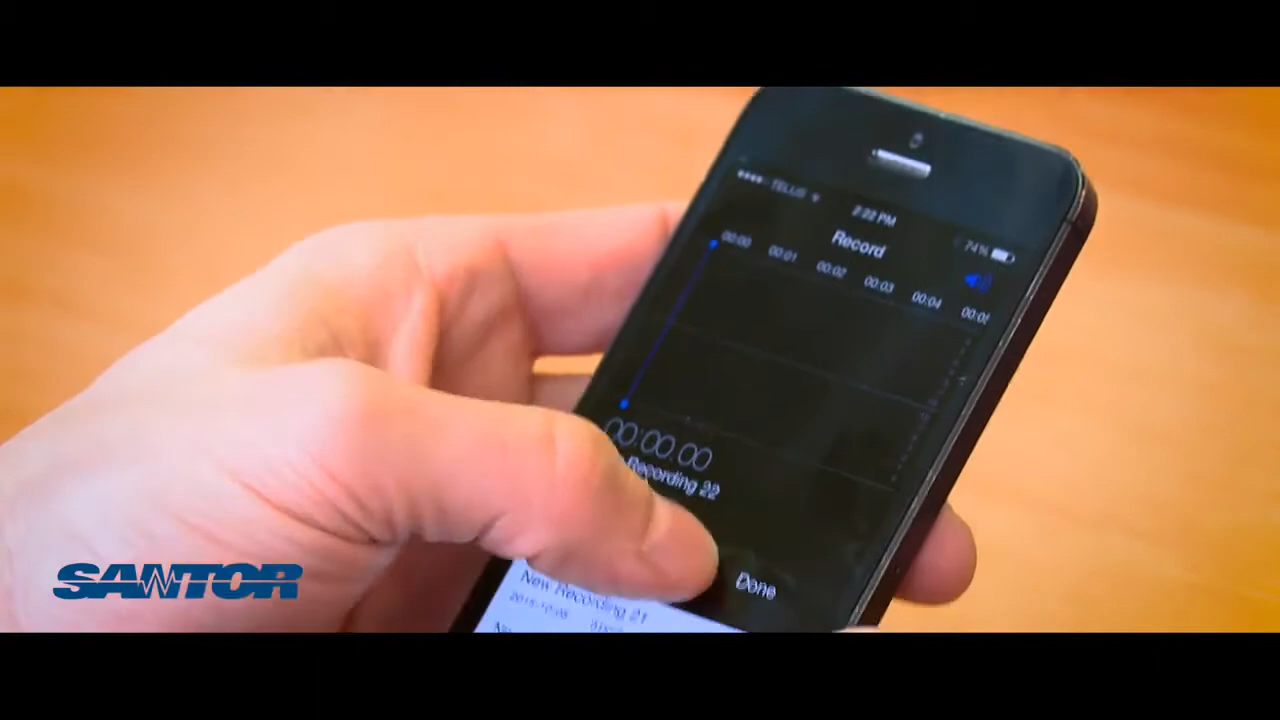 TELUS
2:22 PM
74%
Record
00:00 00:01 00:02 00:03 00:04
00:00.00
Recording 22
Done
New Recording 21
SANTOR